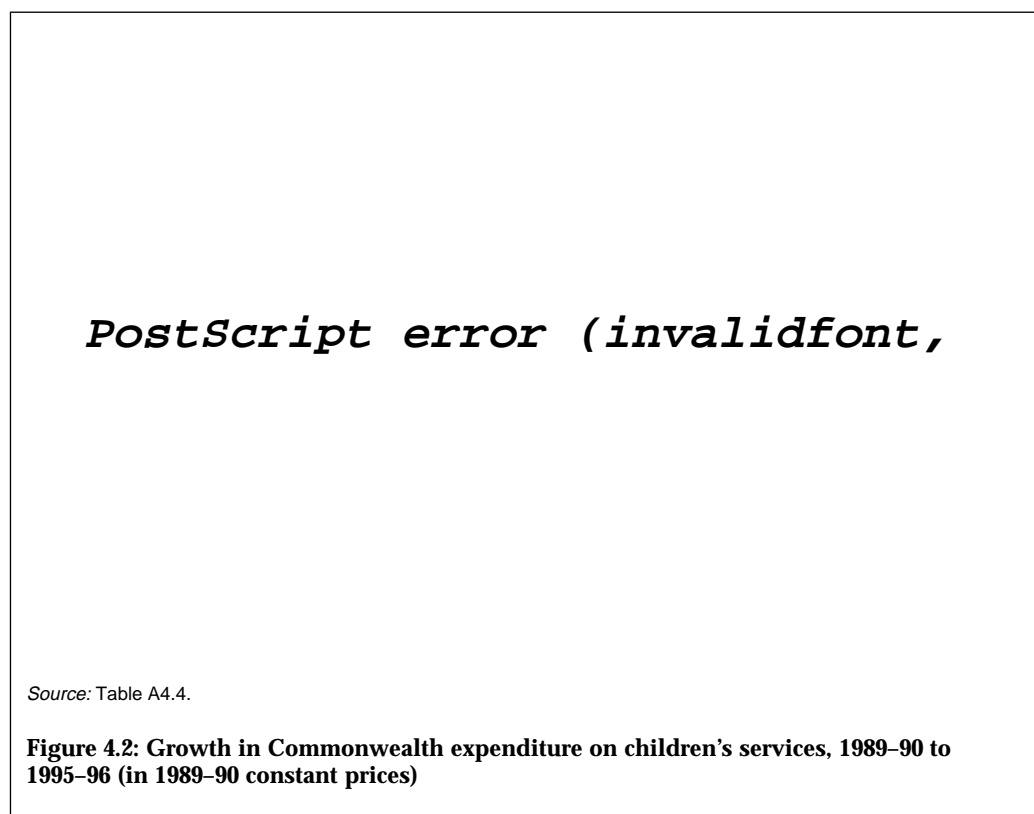 PostScript error (invalidfont,
Source: Table A4.4.
Figure 4.2: Growth in Commonwealth expenditure on children's services, 1989–90 to
1995–96 (in 1989–90 constant prices)